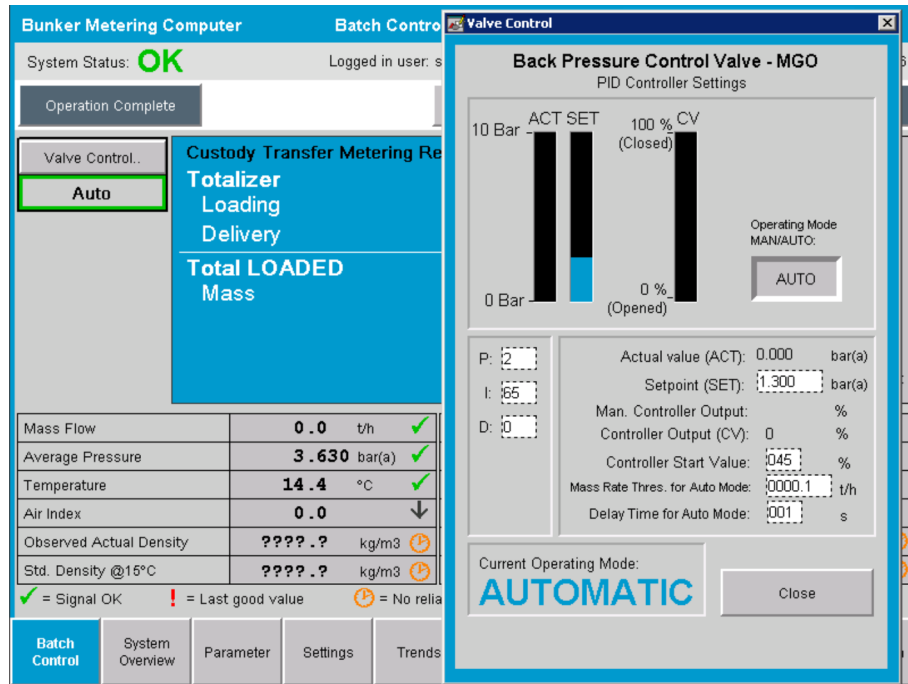 Bunker Metering Computer Batch Contro
System Status: OK Logged in user: s
Operation Complete
Valve Control..
Auto
Custody Transfer Metering Re
Totalizer
Loading
Delivery
Total LOADED
Mass
Mass Flow 0.0 t/h
Average Pressure 3.630 bar(a)
Temperature 14.4 °C
Air Index 0.0
Observed Actual Density ????.? kg/m3
Std. Density @15°C ????.? kg/m3
= Signal OK ! = Last good value = No relia
Batch Control
System Overview
Parameter
Settings
Trends
Valve Control
Back Pressure Control Valve - MGO
PID Controller Settings
ACT SET CV
10 Bar 100 %
(Closed)
Operating Mode
MAN/AUTO:
AUTO
0 Bar 0 %
(Opened)
P: 2
I: 65
D: 0
Actual value (ACT): 0.000 bar(a)
Setpoint (SET): 1.300 bar(a)
Man. Controller Output: %
Controller Output (CV): 0 %
Controller Start Value: 045 %
Mass Rate Thres. for Auto Mode: 0000.1 t/h
Delay Time for Auto Mode: 001 s
Current Operating Mode:
AUTOMATIC
Close